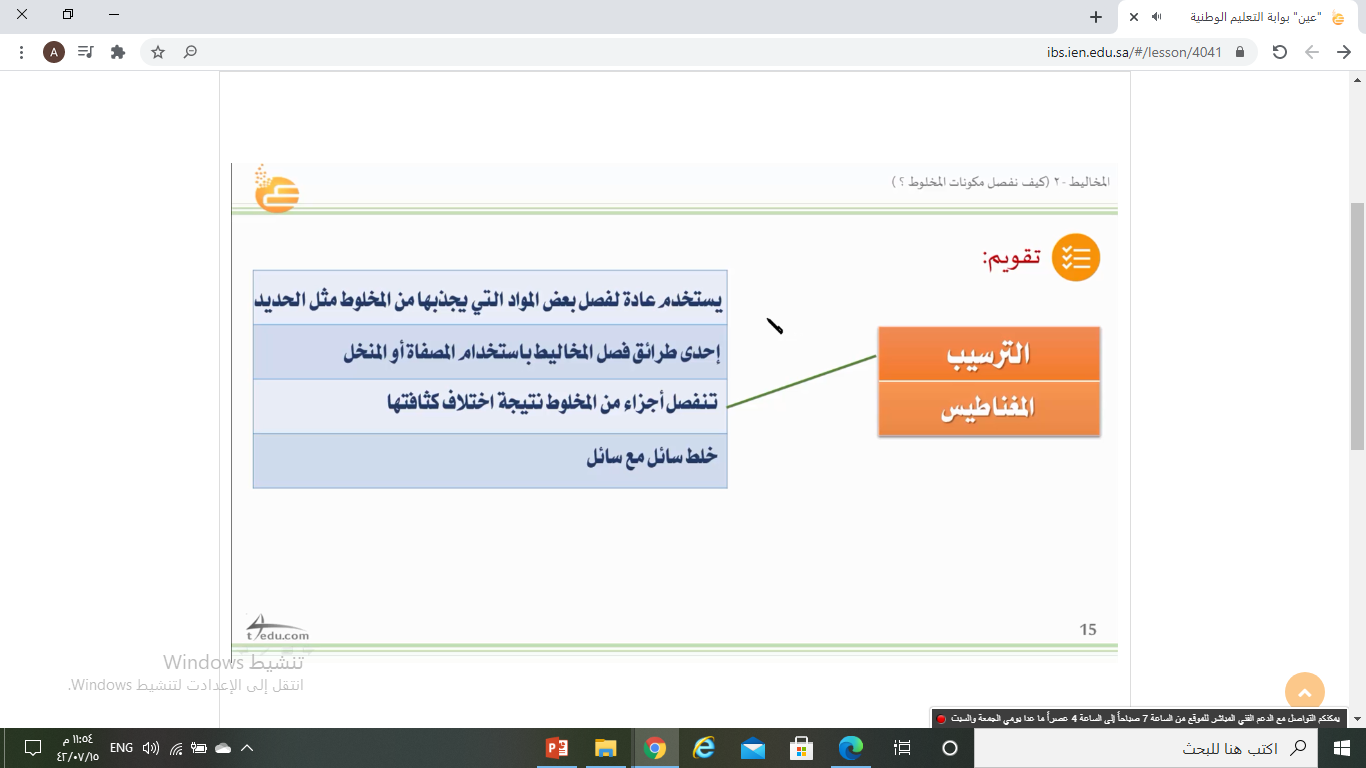 "عين" بوابة التعليم الوطنية
ibs.ien.edu.sa/#/lesson/4041
A
المخاليط -٢ (كيف نفصل مكونات المخلوط ؟ )
تقويم:
الترسيب
المغناطيس
يستخدم عادة لفصل بعض المواد التي يجذبها من المخلوط مثل الحديد
إحدى طرائق فصل المخاليط باستخدام المصفاة أو المنخل
تنفصل أجزاء من المخلوط نتيجة اختلاف كثافتها
خلط سائل مع سائل
15
t4edu.com
تنشيط Windows
انتقل إلى الإعدادت لتنشيط Windows.
يمكنكم التواصل مع الدعم الفني المباشر للموقع من الساعة 7 صباحاً إلى الساعة 4 عصراً ما عدا يومي الجمعة والسبت
اكتب هنا للبحث
ENG
١١:٥٤ م
٤٢/٠٧/١٥